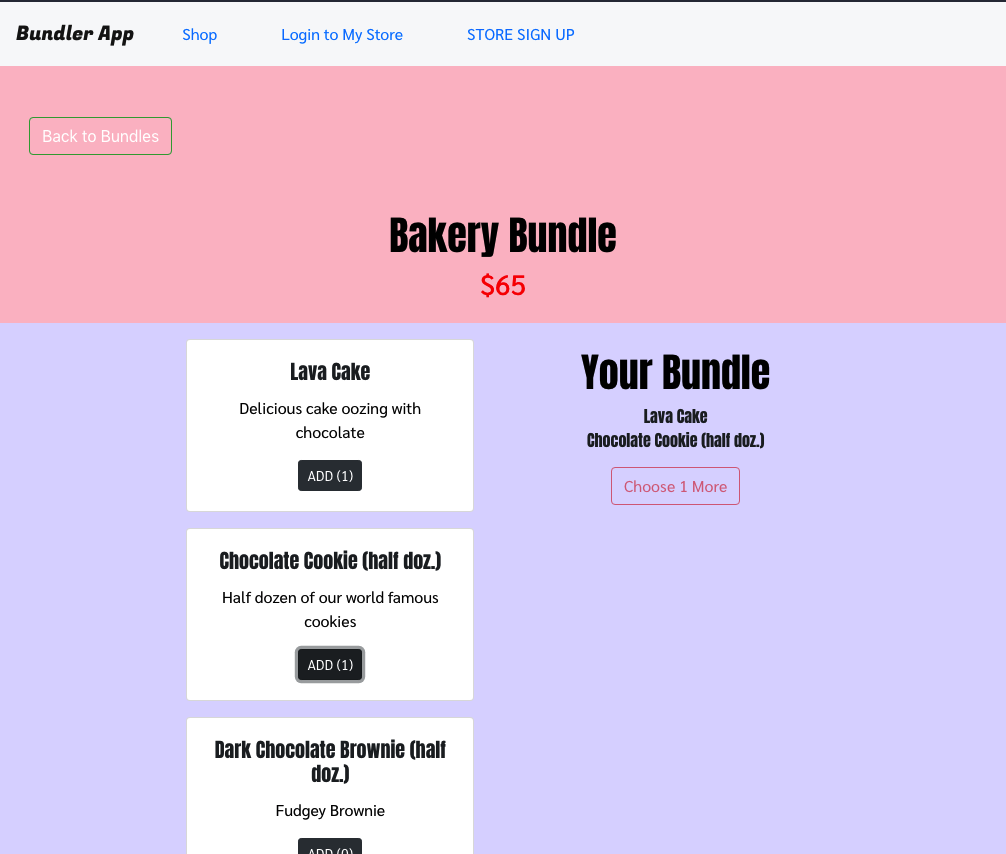 Bundler App
Shop
Login to My Store
STORE SIGN UP
Back to Bundles
Bakery Bundle
$65
Lava Cake
Delicious cake oozing with
chocolate
ADD (1)
Chocolate Cookie (half doz.)
Half dozen of our world famous
cookies
ADD (1)
Dark Chocolate Brownie (half
doz.)
Fudgey Brownie
ADD (0)
Your Bundle
Lava Cake
Chocolate Cookie (half doz.)
Choose 1 More